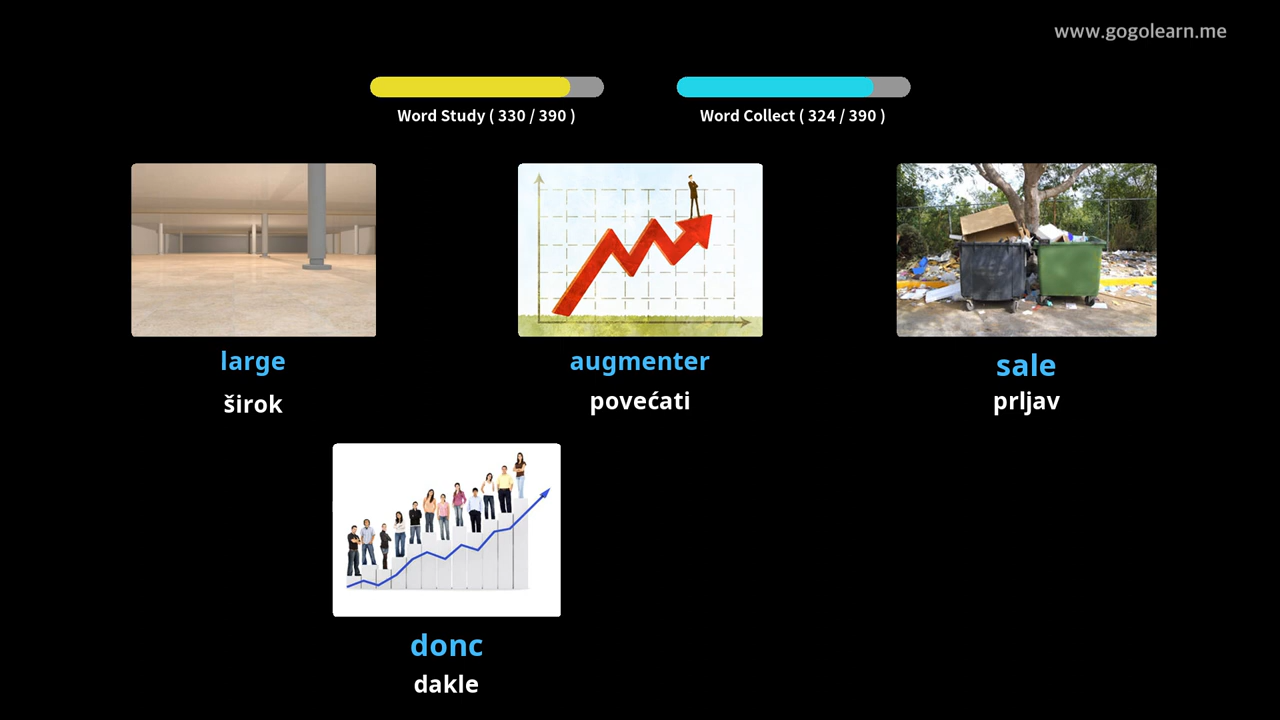 www.gogolearn.me
Word Study ( 330 / 390 )
Word Collect ( 324 / 390 )
large
širok
augmenter
povećati
sale
prljav
donc
dakle